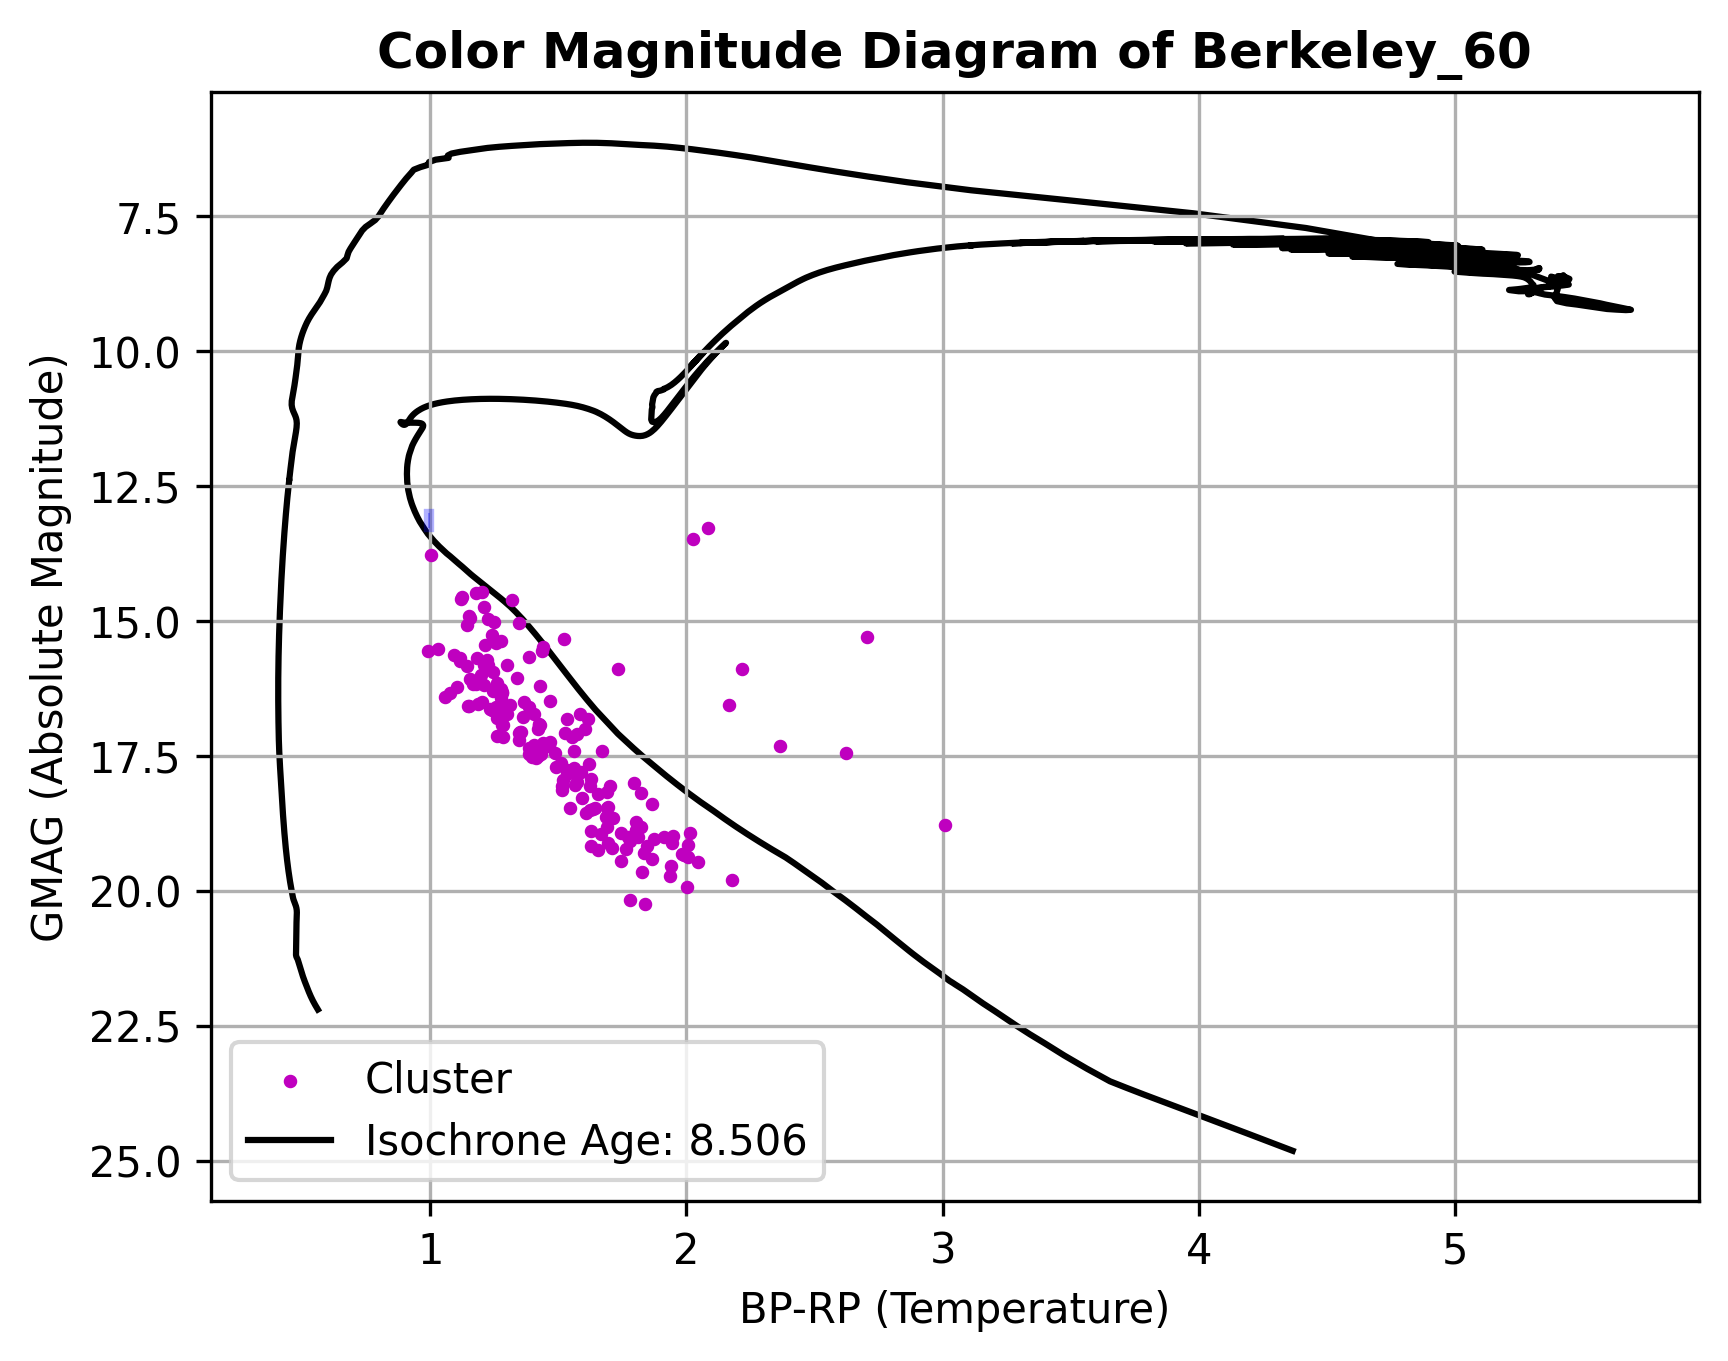 Color Magnitude Diagram of Berkeley_60
GMAG (Absolute Magnitude)
7.5
10.0
12.5
15.0
17.5
20.0
22.5
25.0
Cluster
Isochrone Age: 8.506
1 2 3 4 5
BP-RP (Temperature)